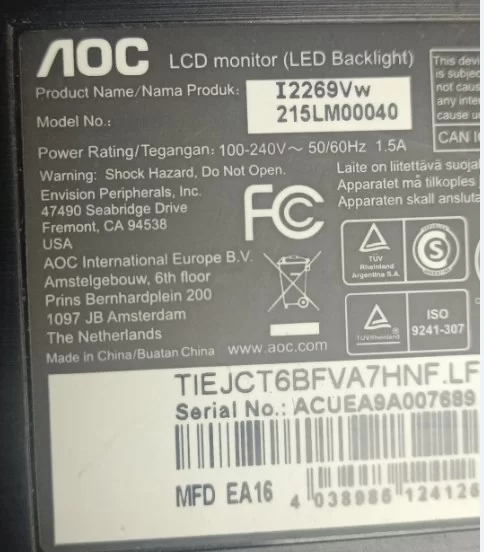 AOC LCD monitor (LED Backlight)
Product Name/Nama Produk: I2269Vw
Model No.: 215LM00040
Power Rating/Tegangan: 100-240V～ 50/60Hz 1.5A
Warning: Shock Hazard, Do Not Open.
Envision Peripherals, Inc.
47490 Seabridge Drive
Fremont, CA 94538
USA
AOC International Europe B.V.
Amstelgebouw, 6th floor
Prins Bernhardplein 200
1097 JB Amsterdam
The Netherlands
Made in China/Buatan China www.aoc.com
FC
This devi
is subjec
not caus
any inte
cause u
CAN I
Laite on liitettävä suoja
Apparatet må tilkoples
Apparaten skall ansluta
TÜV
Rheinland
Argentina S.A.
S
TÜVRheinland
ISO
9241-307
TIEJCT6BFVA7HNF.LF
Serial No.: ACUEA9A007689
MFD EA16
4 038986 124126